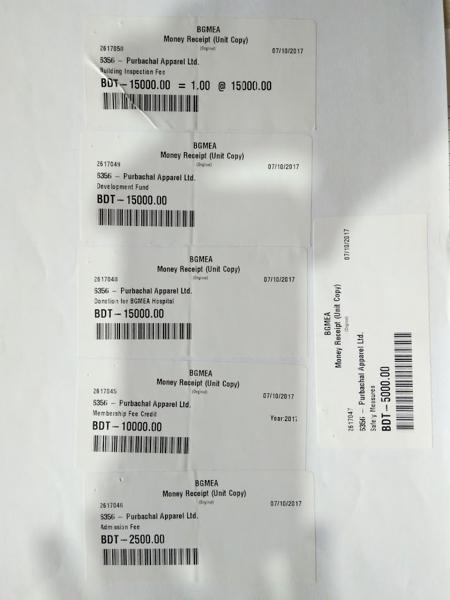 BGMEA
Money Receipt (Unit Copy)
(Original)
2617050 07/10/2017
6356 - Purbachal Apparel Ltd.
Building Inspection Fee
BDT-15000.00 = 1.00 @ 15000.00
BGMEA
Money Receipt (Unit Copy)
(Original)
2617049 07/10/2017
6356 - Purbachal Apparel Ltd.
Development Fund
BDT-15000.00
BGMEA
Money Receipt (Unit Copy)
(Original)
2617048 07/10/2017
6356 - Purbachal Apparel Ltd.
Donation for BGMEA Hospital
BDT-15000.00
BGMEA
Money Receipt (Unit Copy)
(Original)
2617045 07/10/2017
6356 - Purbachal Apparel Ltd.
Membership Fee Credit Year:2017
BDT-10000.00
BGMEA
Money Receipt (Unit Copy)
(Original)
2617046 07/10/2017
6356 - Purbachal Apparel Ltd.
Admission Fee
BDT-2500.00
BGMEA
Money Receipt (Unit Copy)
(Original)
2617047 07/10/2017
6356 - Purbachal Apparel Ltd.
Safety Measures
BDT-5000.00